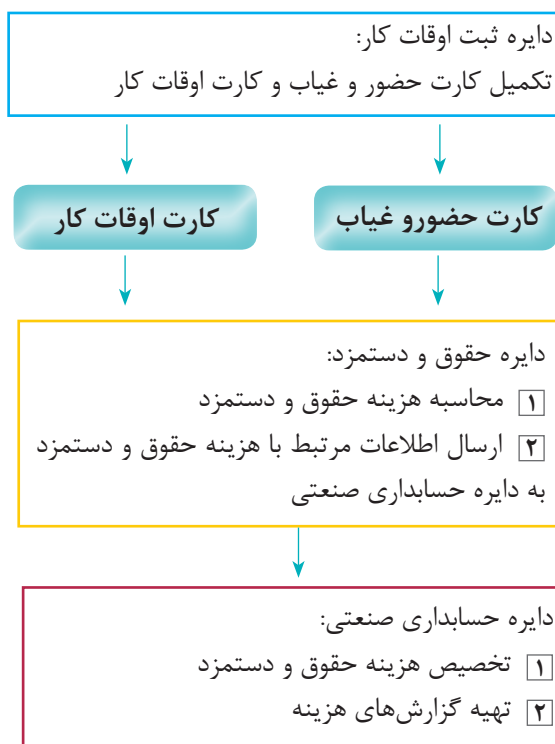 دایره ثبت اوقات کار:
تکمیل کارت حضور و غیاب و کارت اوقات کار
کارت حضورو غیاب
کارت اوقات کار
دایره حقوق و دستمزد:
۱ محاسبه هزینه حقوق و دستمزد
۲ ارسال اطلاعات مرتبط با هزینه حقوق و دستمزد
به دایره حسابداری صنعتی
دایره حسابداری صنعتی:
۱ تخصیص هزینه حقوق و دستمزد
۲ تهیه گزارش‌های هزینه